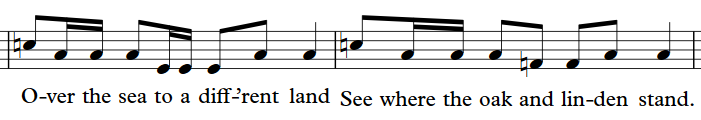 O-ver the sea to a diff-'rent land See where the oak and lin-den stand.